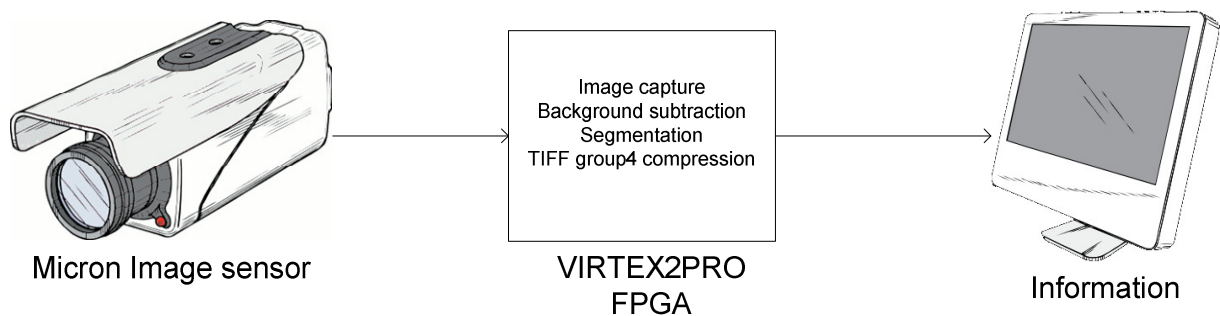 Image capture
Background subtraction
Segmentation
TIFF group4 compression
Micron Image sensor
VIRTEX2PRO
FPGA
Information